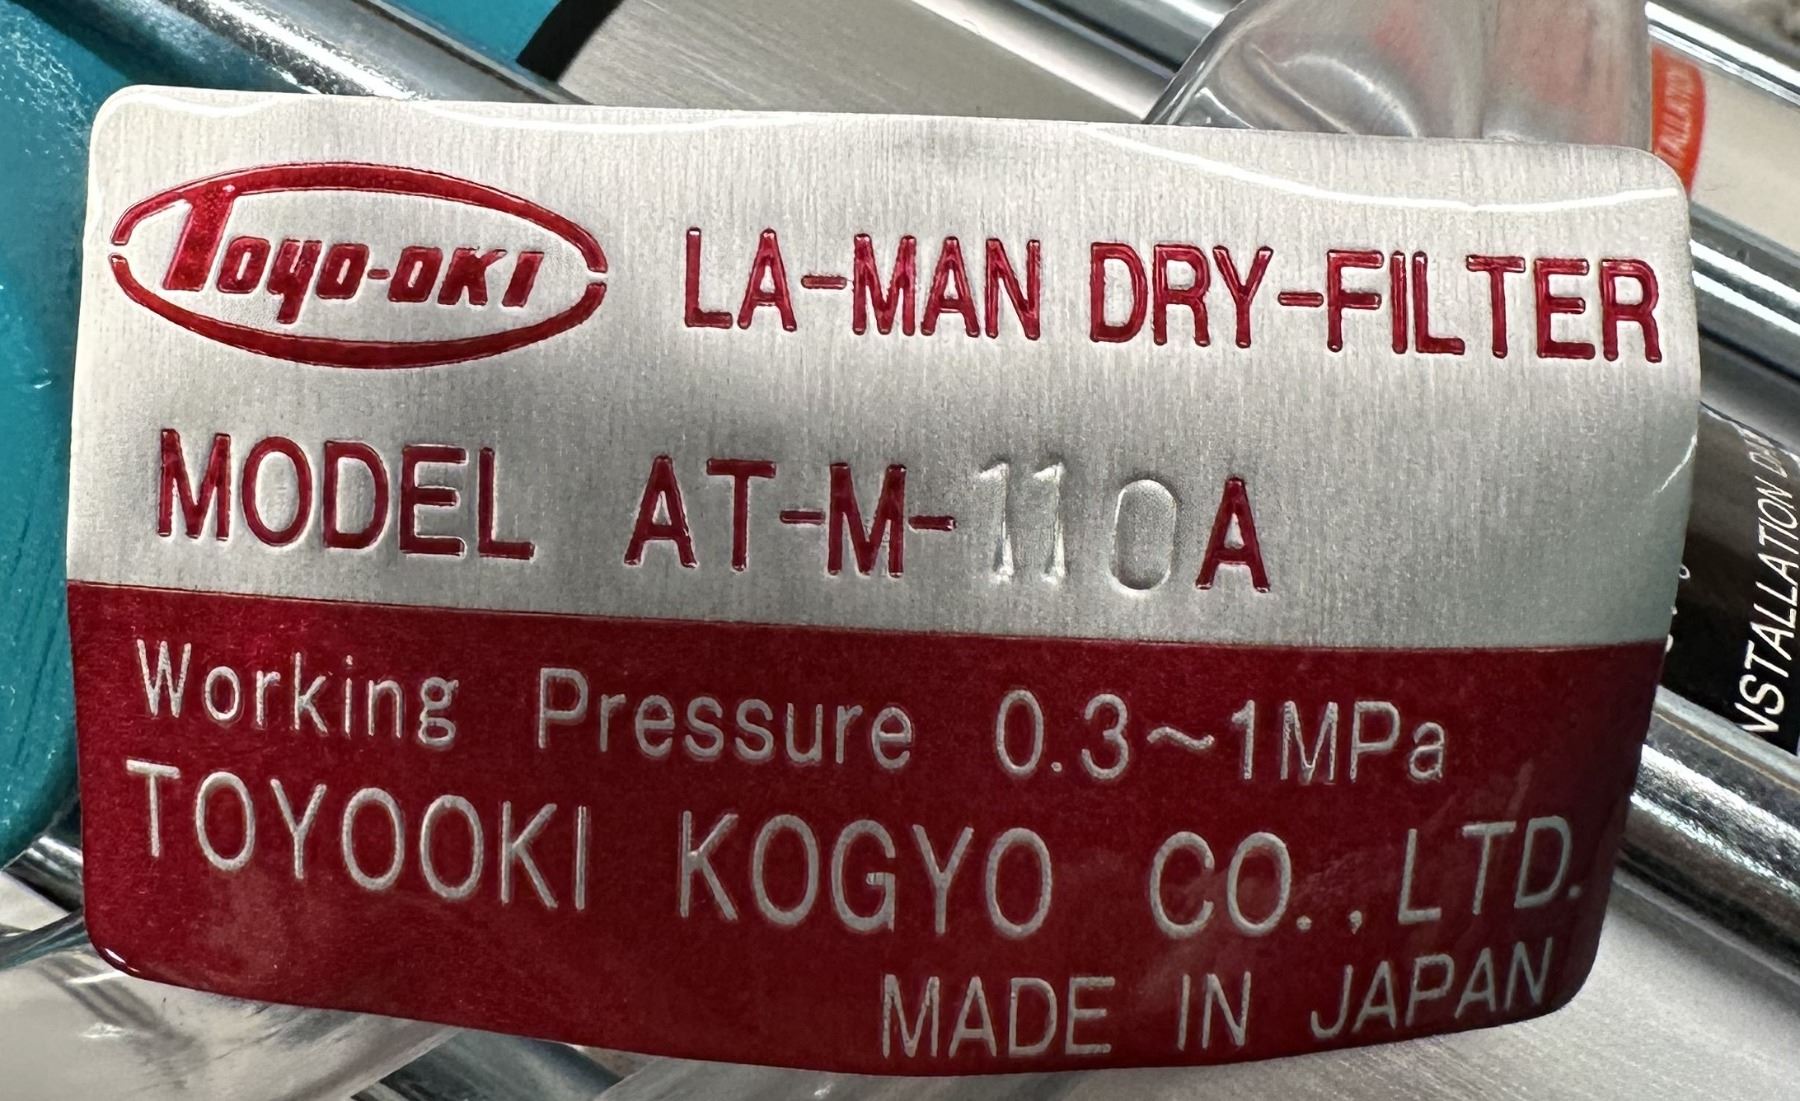 Toyo-oki LA-MAN DRY-FILTER
MODEL AT-M-110A
Working Pressure 0.3~1MPa
TOYOOKI KOGYO CO.,LTD.
MADE IN JAPAN